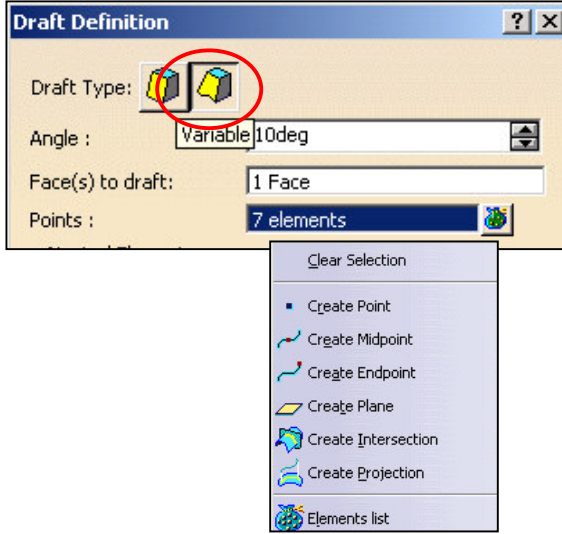 Draft Definition
? X
Draft Type:
Variable
Angle : 10deg
Face(s) to draft: 1 Face
Points : 7 elements
Clear Selection
Create Point
Create Midpoint
Create Endpoint
Create Plane
Create Intersection
Create Projection
Elements list